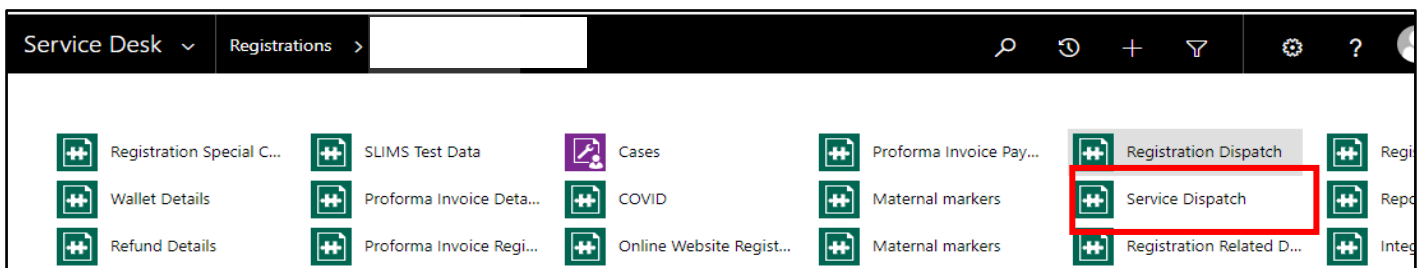 Service Desk Registrations > ?
Registration Special C... SLIMS Test Data Cases Proforma Invoice Pay... Registration Dispatch
Wallet Details Proforma Invoice Deta... COVID Maternal markers Service Dispatch
Refund Details Proforma Invoice Regi... Online Website Regist... Maternal markers Registration Related D...